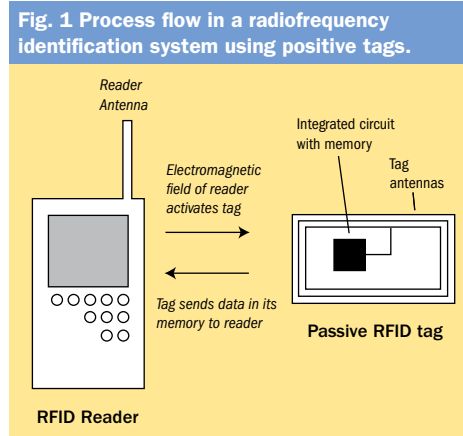 Fig. 1 Process flow in a radiofrequency
identification system using positive tags.
Reader
Antenna
Integrated circuit
with memory
Tag
antennas
Electromagnetic
field of reader
activates tag
Tag sends data in its
memory to reader
Passive RFID tag
RFID Reader